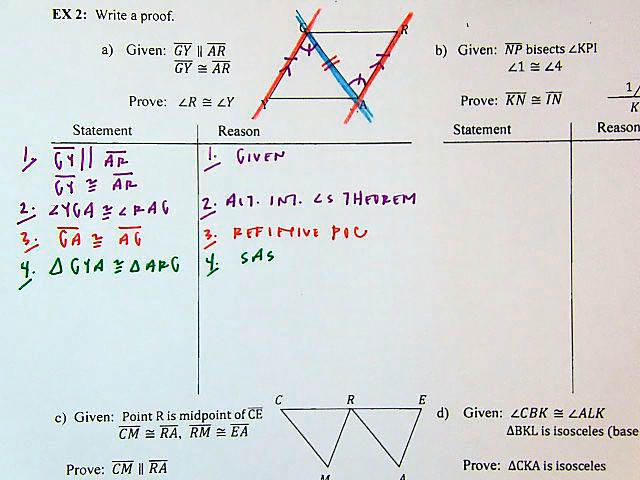 EX 2: Write a proof.
a) Given: GY ∥ AR
GY ≅ AR
Prove: ∠R ≅ ∠Y
G
R
Y
A
b) Given: NP bisects ∠KPI
∠1 ≅ ∠4
Prove: KN ≅ IN
1
K
Statement Reason
1. GY || AR 1. GIVEN
GY ≅ AR
2. ∠YGA ≅ ∠RAG 2. ALT. INT. ∠S THEOREM
3. GA ≅ AG 3. REFLEXIVE POC
4. Δ GYA ≅ Δ ARG 4. SAS
Statement Reason
c) Given: Point R is midpoint of CE
CM ≅ RA, RM ≅ EA
Prove: CM ∥ RA
C R E
M A
d) Given: ∠CBK ≅ ∠ALK
ΔBKL is isosceles (base
Prove: ΔCKA is isosceles